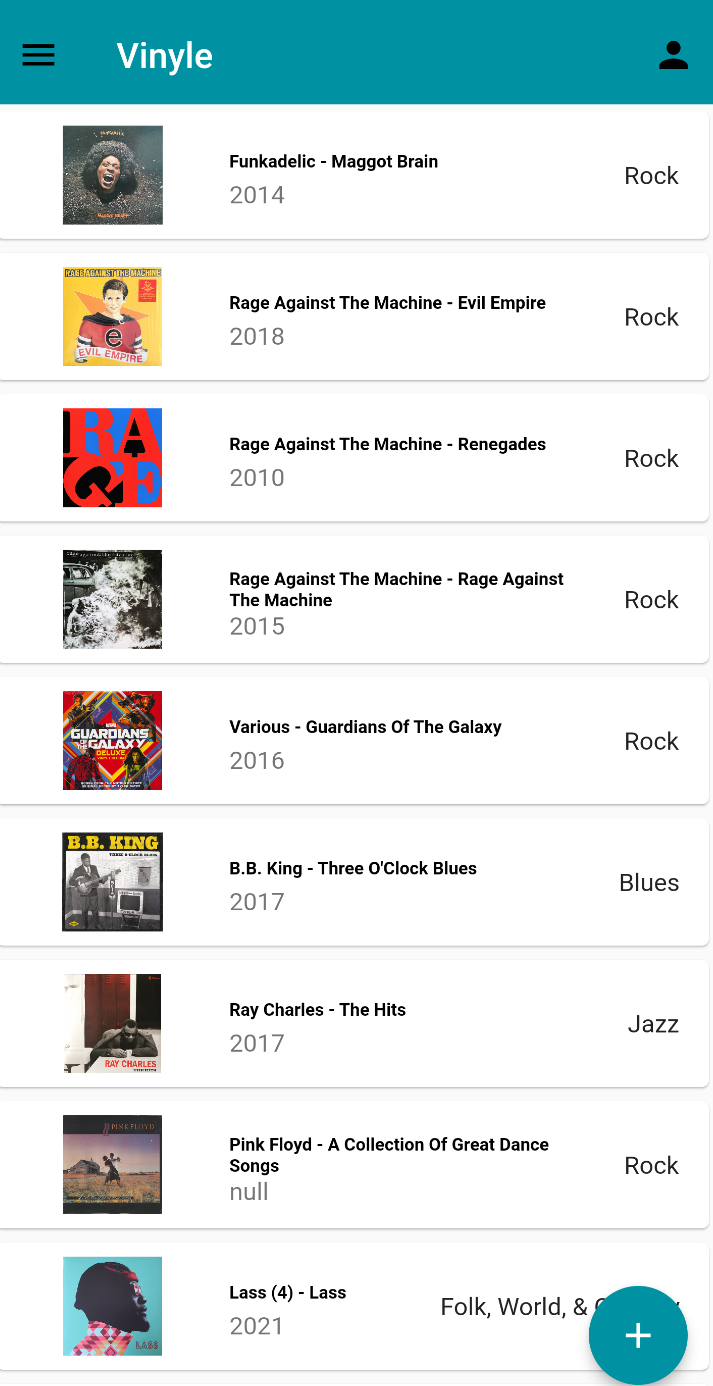 Vinyle
Funkadelic - Maggot Brain
2014
Rock
RAGE AGAINST THE MACHINE
e
EVIL EMPIRE
Rage Against The Machine - Evil Empire
2018
Rock
RAGE
Rage Against The Machine - Renegades
2010
Rock
Rage Against The Machine - Rage Against
The Machine
2015
Rock
GUARDIANS
OF THE GALAXY
DELUXE
Various - Guardians Of The Galaxy
2016
Rock
B.B. KING
THREE O'CLOCK BLUES
B.B. King - Three O'Clock Blues
2017
Blues
RAY CHARLES
Ray Charles - The Hits
2017
Jazz
PINK FLOYD
Pink Floyd - A Collection Of Great Dance
Songs
null
Rock
LASS
Lass (4) - Lass
2021
Folk, World, &
+